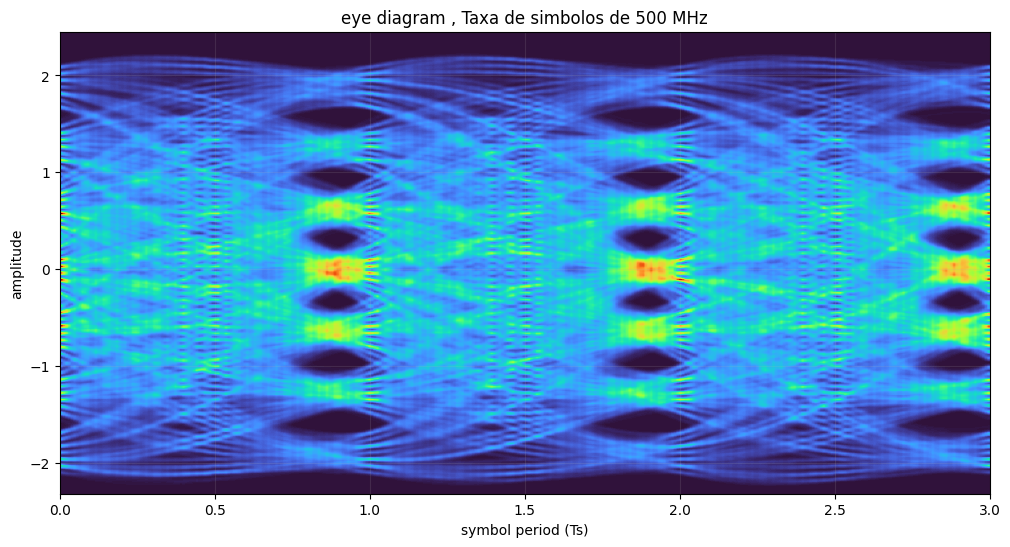 eye diagram , Taxa de simbolos de 500 MHz
amplitude
2
1
0
−1
−2
0.0 0.5 1.0 1.5 2.0 2.5 3.0
symbol period (Ts)